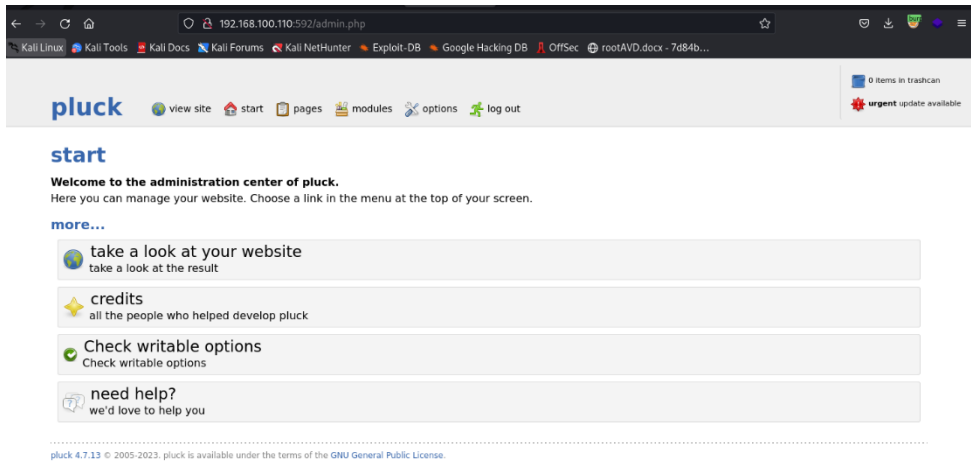 192.168.100.110:592/admin.php
Kali Linux Kali Tools Kali Docs Kali Forums Kali NetHunter Exploit-DB Google Hacking DB OffSec rootAVD.docx - 7d84b...
0 items in trashcan
pluck view site start pages modules options log out
urgent update available
start
Welcome to the administration center of pluck.
Here you can manage your website. Choose a link in the menu at the top of your screen.
more...
take a look at your website
take a look at the result
credits
all the people who helped develop pluck
Check writable options
Check writable options
need help?
we'd love to help you
pluck 4.7.13 © 2005-2023. pluck is available under the terms of the GNU General Public License.